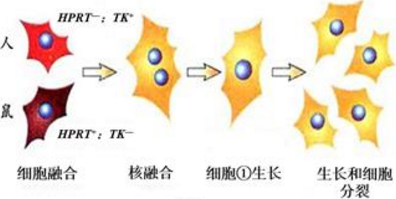 人
HPRT—；TK⁺
鼠
HPRT⁺；TK—
细胞融合
核融合
细胞①生长
生长和细胞
分裂